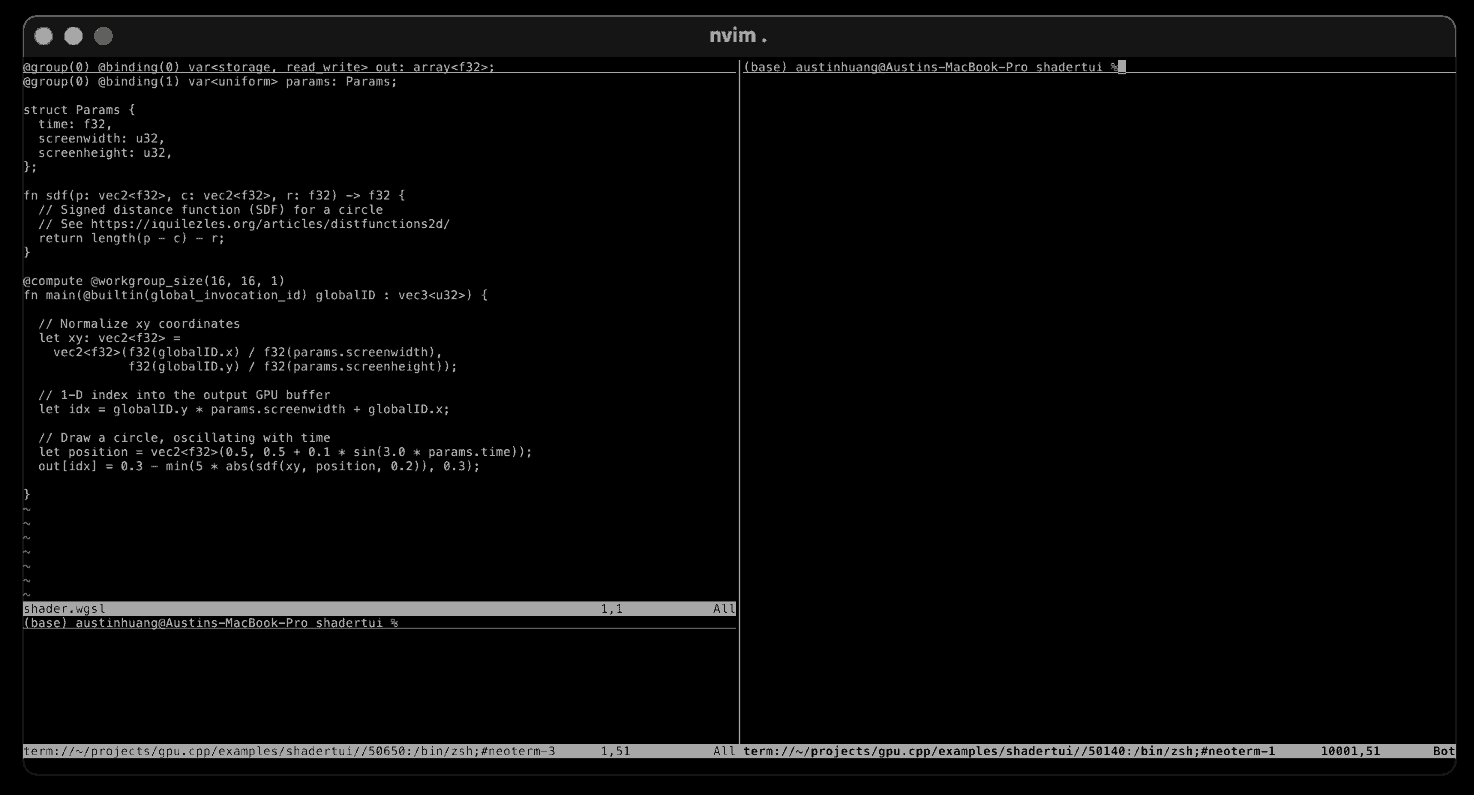 nvim .
@group(0) @binding(0) var<storage, read_write> out: array<f32>;
@group(0) @binding(1) var<uniform> params: Params;
struct Params {
  time: f32,
  screenwidth: u32,
  screenheight: u32,
};
fn sdf(p: vec2<f32>, c: vec2<f32>, r: f32) -> f32 {
  // Signed distance function (SDF) for a circle
  // See https://iquilezles.org/articles/distfunctions2d/
  return length(p - c) - r;
}
@compute @workgroup_size(16, 16, 1)
fn main(@builtin(global_invocation_id) globalID : vec3<u32>) {
  // Normalize xy coordinates
  let xy: vec2<f32> =
    vec2<f32>(f32(globalID.x) / f32(params.screenwidth),
              f32(globalID.y) / f32(params.screenheight));
  // 1-D index into the output GPU buffer
  let idx = globalID.y * params.screenwidth + globalID.x;
  // Draw a circle, oscillating with time
  let position = vec2<f32>(0.5, 0.5 + 0.1 * sin(3.0 * params.time));
  out[idx] = 0.3 - min(5 * abs(sdf(xy, position, 0.2)), 0.3);
}
~
~
~
~
~
~
~
shader.wgsl 1,1 All
(base) austinhuang@Austins-MacBook-Pro shadertui %
term://~/projects/gpu.cpp/examples/shadertui//50650:/bin/zsh;#neoterm-3 1,51 All
(base) austinhuang@Austins-MacBook-Pro shadertui %
term://~/projects/gpu.cpp/examples/shadertui//50140:/bin/zsh;#neoterm-1 10001,51 Bot